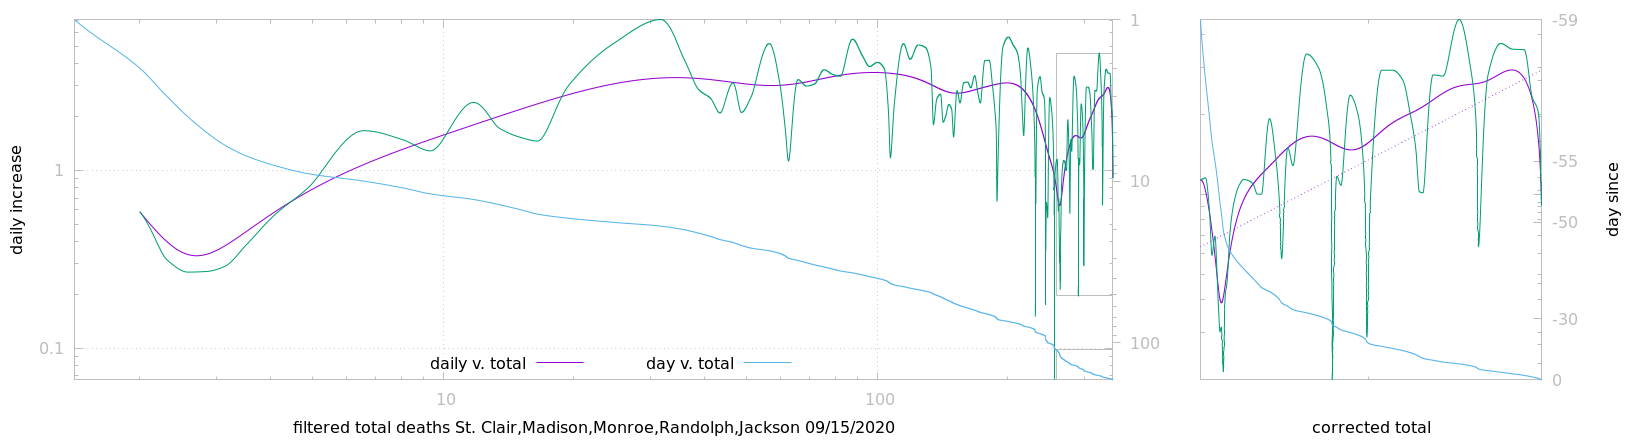 daily increase
1
0.1
10
100
1
10
100
daily v. total
day v. total
filtered total deaths St. Clair,Madison,Monroe,Randolph,Jackson 09/15/2020
-59
-55
-50
-30
0
day since
corrected total